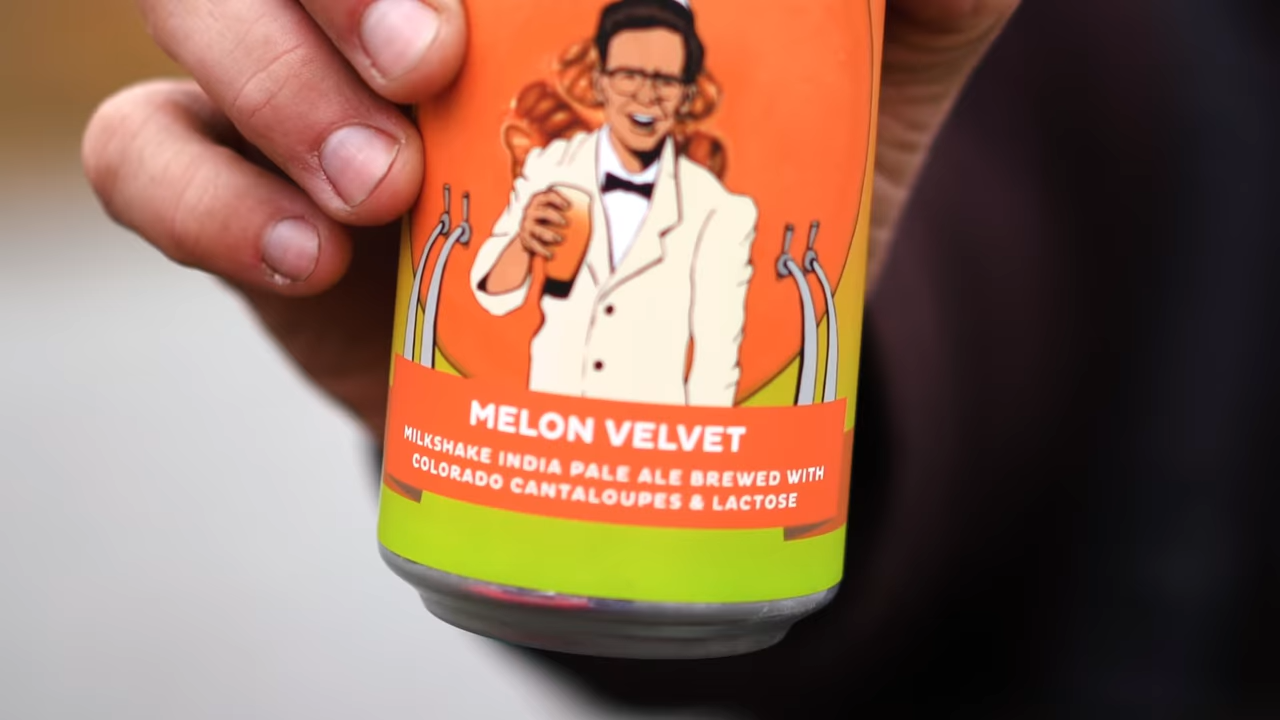 MELON VELVET
MILKSHAKE INDIA PALE ALE BREWED WITH
COLORADO CANTALOUPES & LACTOSE